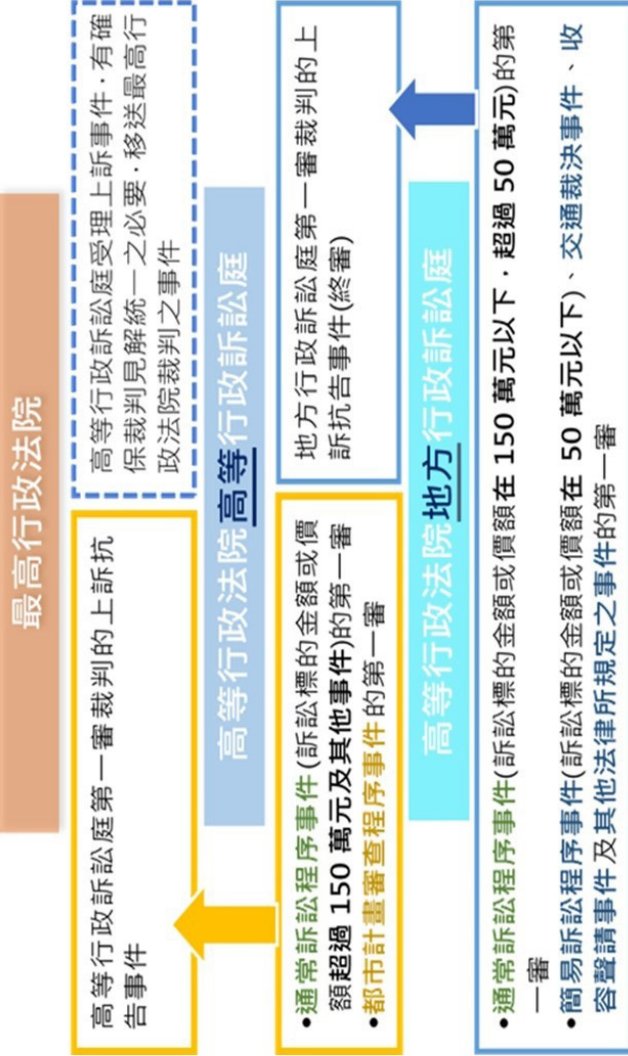 最高行政法院
高等行政訴訟庭第一審裁判的上訴抗
告事件
高等行政訴訟庭受理上訴事件，有確
保裁判見解統一之必要，移送最高行
政法院裁判之事件
高等行政法院高等行政訴訟庭
•通常訴訟程序事件(訴訟標的金額或價
額超過 150 萬元及其他事件)的第一審
•都市計畫審查程序事件的第一審
地方行政訴訟庭第一審裁判的上
訴抗告事件(終審)
高等行政法院地方行政訴訟庭
•通常訴訟程序事件(訴訟標的金額或價額在 150 萬元以下，超過 50 萬元)的第
一審
•簡易訴訟程序事件(訴訟標的金額或價額在 50 萬元以下)、交通裁決事件、收
容聲請事件及其他法律所規定之事件的第一審